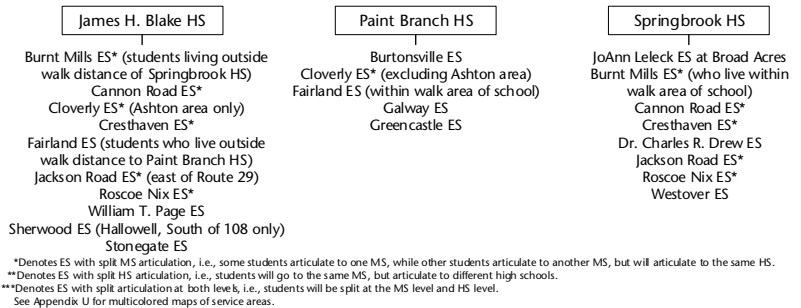 James H. Blake HS
Burnt Mills ES* (students living outside
walk distance of Springbrook HS)
Cannon Road ES*
Cloverly ES* (Ashton area only)
Cresthaven ES*
Fairland ES (students who live outside
walk distance to Paint Branch HS)
Jackson Road ES* (east of Route 29)
Roscoe Nix ES*
William T. Page ES
Sherwood ES (Hallowell, South of 108 only)
Stonegate ES
Paint Branch HS
Burtonsville ES
Cloverly ES* (excluding Ashton area)
Fairland ES (within walk area of school)
Galway ES
Greencastle ES
Springbrook HS
JoAnn Leleck ES at Broad Acres
Burnt Mills ES* (who live within
walk area of school)
Cannon Road ES*
Cresthaven ES*
Dr. Charles R. Drew ES
Jackson Road ES*
Roscoe Nix ES*
Westover ES
*Denotes ES with split MS articulation, i.e., some students articulate to one MS, while other students articulate to another MS, but will articulate to the same HS.
**Denotes ES with split HS articulation, i.e., students will go to the same MS, but articulate to different high schools.
***Denotes ES with split articulation at both levels, i.e., students will be split at the MS level and HS level.
See Appendix U for multicolored maps of service areas.